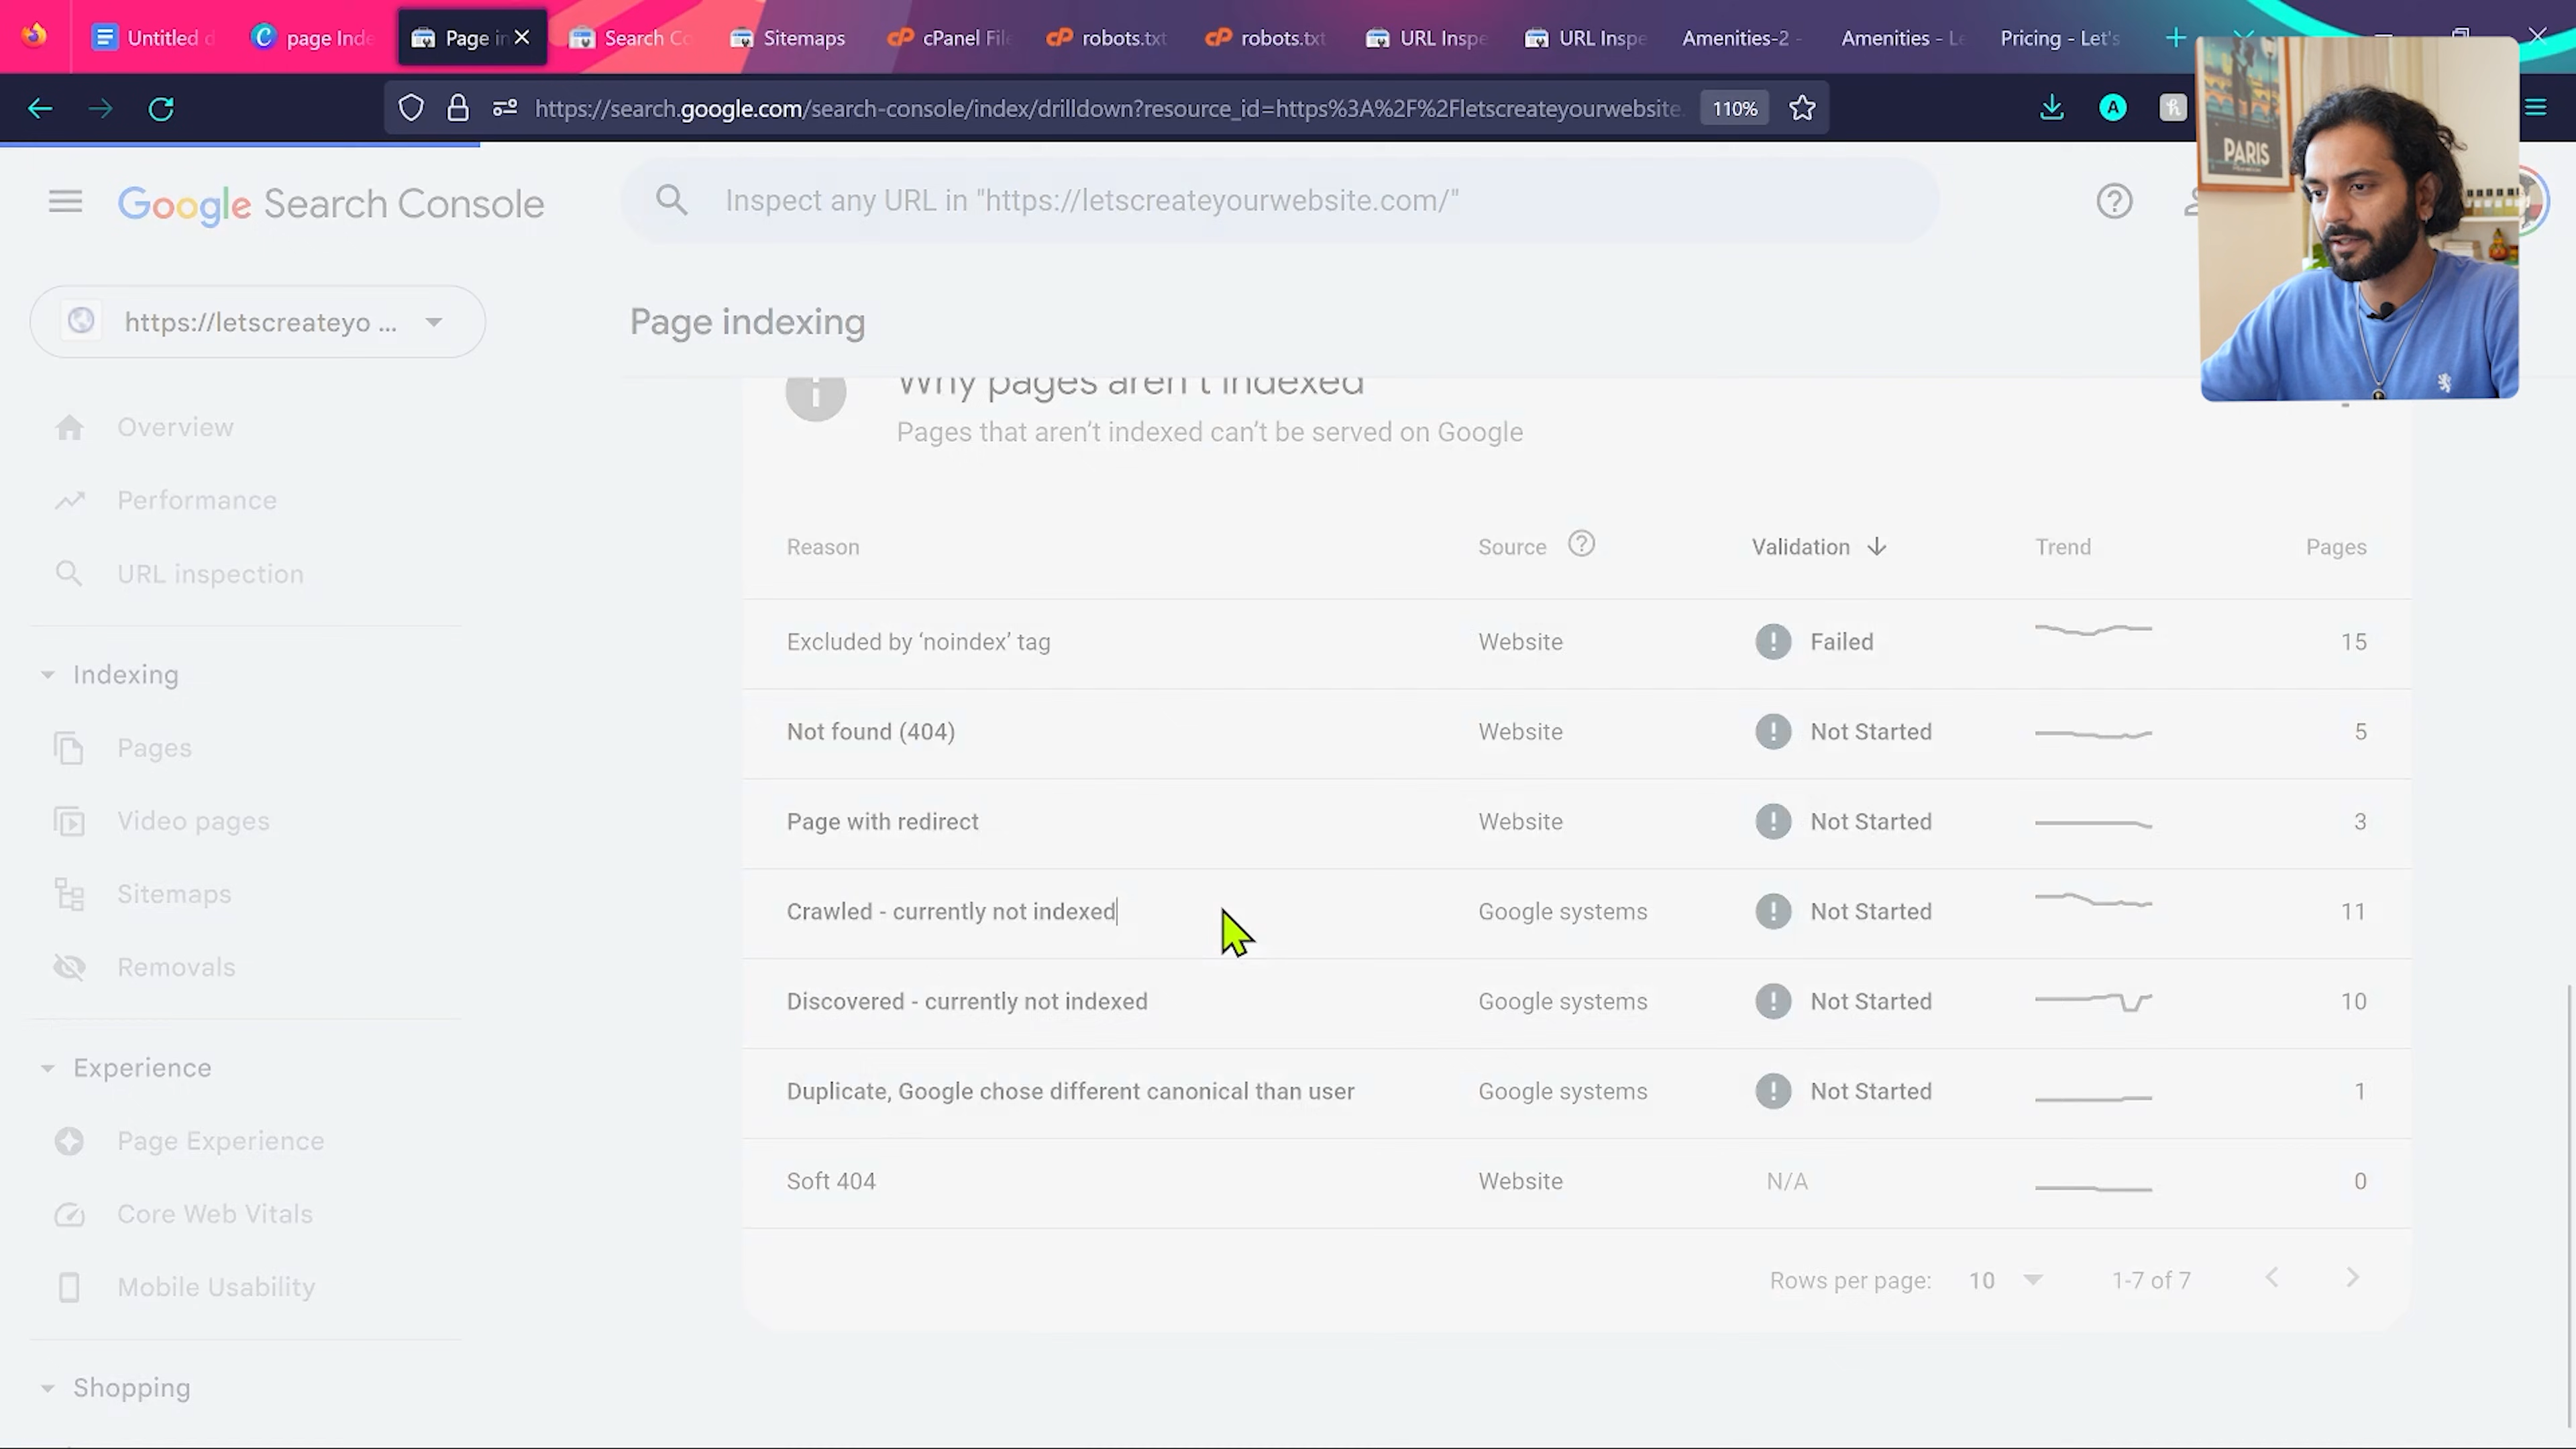 Untitled d
page Inde
Page in
Search Co
Sitemaps
cPanel File
robots.txt
robots.txt
URL Inspe
URL Inspe
Amenities-2 -
Amenities - Le
Pricing - Let's
https://search.google.com/search-console/index/drilldown?resource_id=https%3A%2F%2Fletscreateyourwebsite.
110%
A
PARIS
Google Search Console
Inspect any URL in "https://letscreateyourwebsite.com/"
https://letscreateyo ...
Page indexing
Overview
Performance
URL inspection
Indexing
Pages
Video pages
Sitemaps
Removals
Experience
Page Experience
Core Web Vitals
Mobile Usability
Shopping
Why pages aren't indexed
Pages that aren't indexed can't be served on Google
Reason Source Validation Trend Pages
Excluded by ‘noindex’ tag Website Failed 15
Not found (404) Website Not Started 5
Page with redirect Website Not Started 3
Crawled - currently not indexed Google systems Not Started 11
Discovered - currently not indexed Google systems Not Started 10
Duplicate, Google chose different canonical than user Google systems Not Started 1
Soft 404 Website N/A 0
Rows per page: 10 1-7 of 7